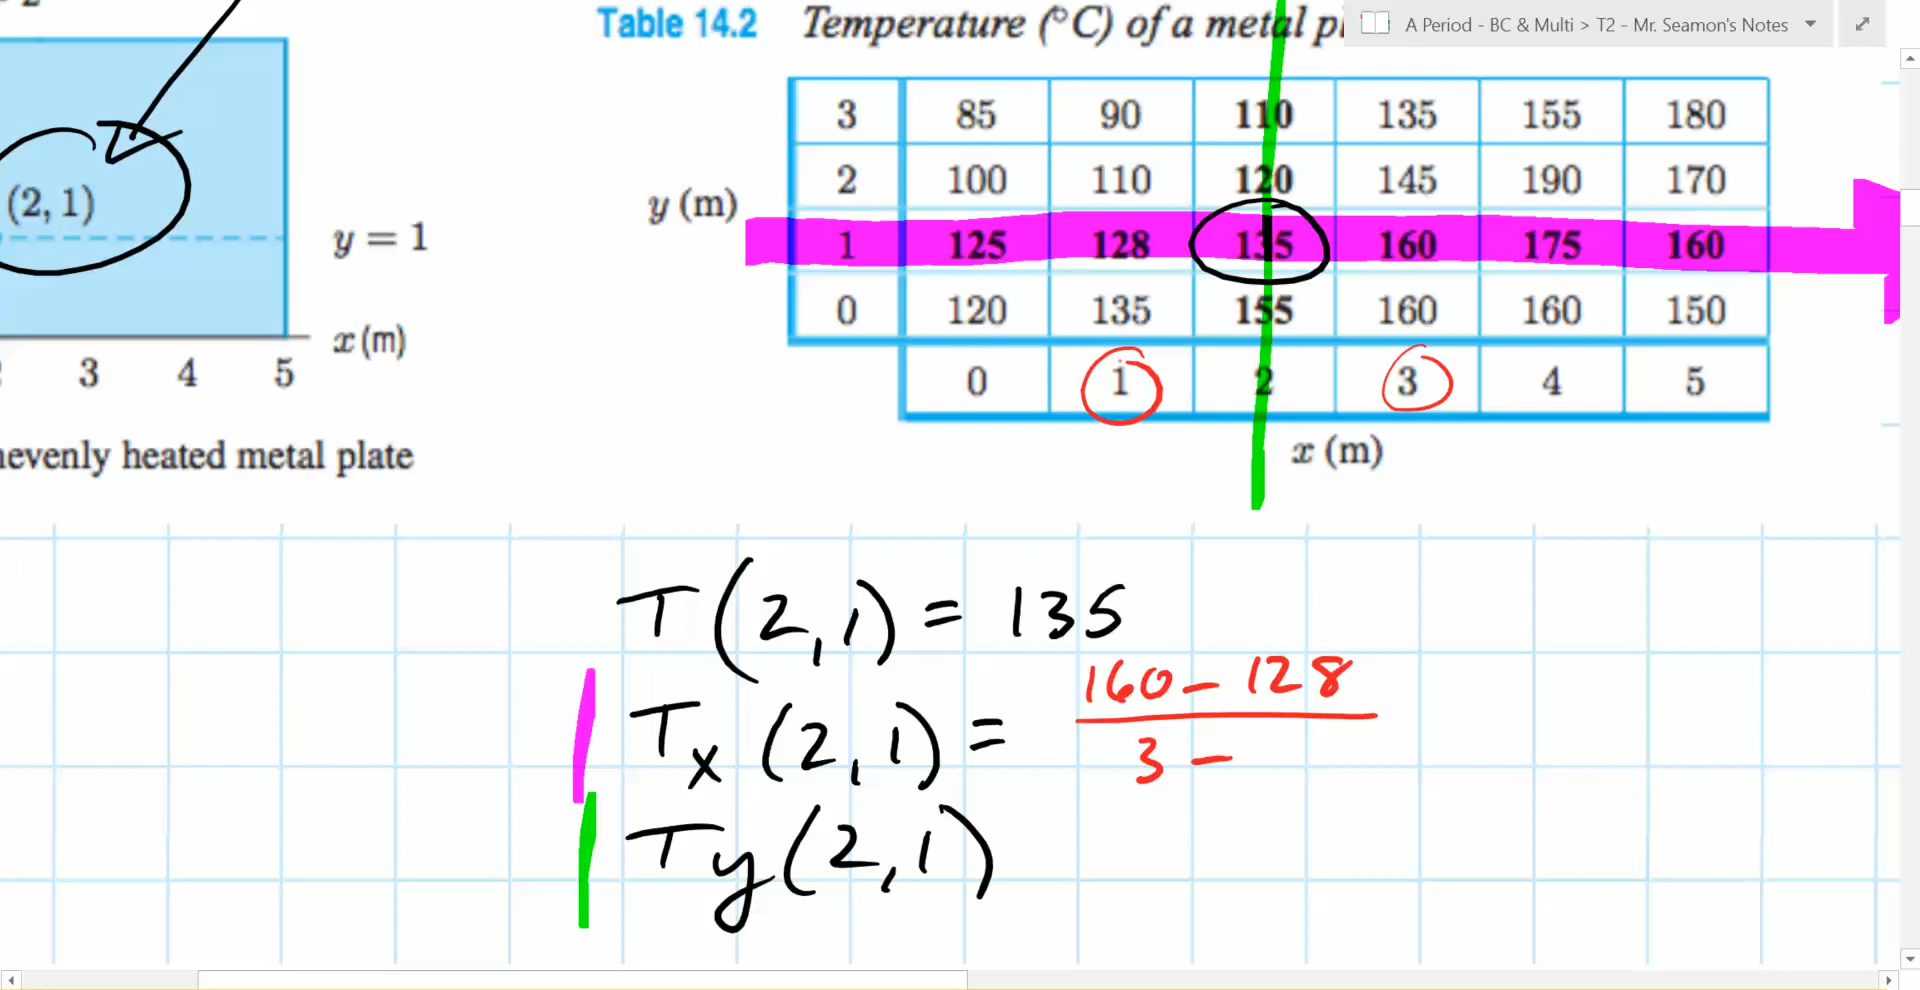 Table 14.2 Temperature (°C) of a metal
A Period - BC & Multi > T2 - Mr. Seamon's Notes
3 85 90 110 135 155 180
2 100 110 120 145 190 170
y (m)
1 125 128 135 160 175 160
0 120 135 155 160 160 150
0 1 2 3 4 5
x (m)
(2, 1)
y = 1
x (m)
3 4 5
evenly heated metal plate
T(2,1) = 135
Tx(2,1) = 160 - 128
3 -
Ty(2,1)